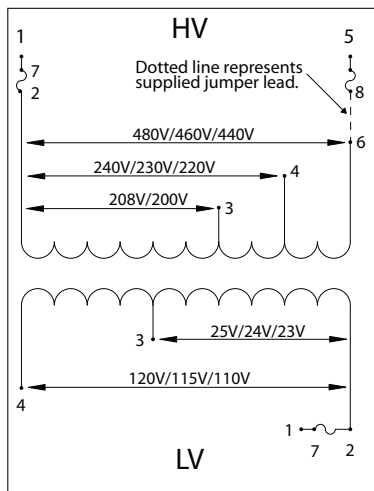 HV
1
5
7
2
8
Dotted line represents
supplied jumper lead.
480V/460V/440V
6
240V/230V/220V
4
208V/200V
3
3
25V/24V/23V
120V/115V/110V
4
1
7
2
LV